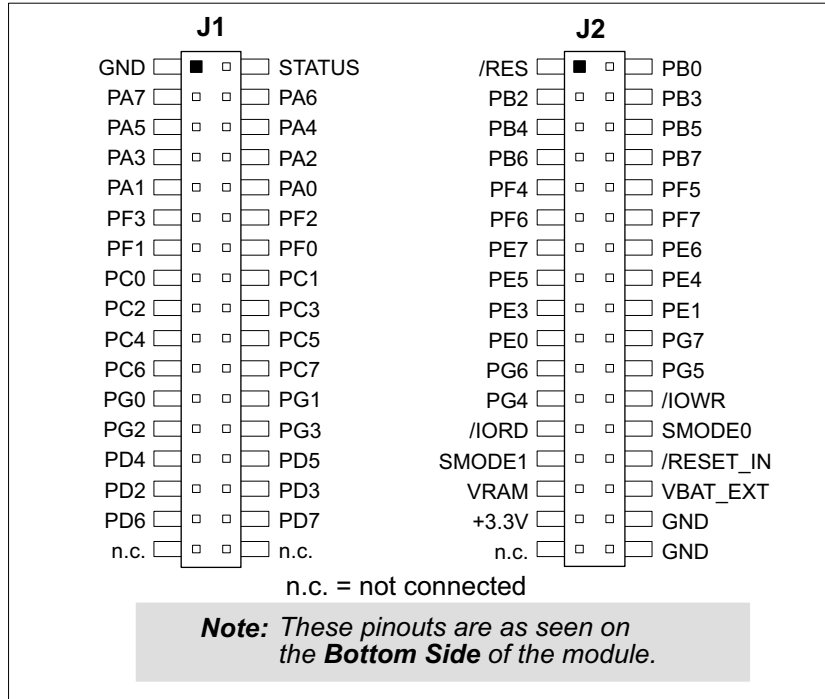 J1 J2
GND STATUS /RES PB0
PA7 PA6 PB2 PB3
PA5 PA4 PB4 PB5
PA3 PA2 PB6 PB7
PA1 PA0 PF4 PF5
PF3 PF2 PF6 PF7
PF1 PF0 PE7 PE6
PC0 PC1 PE5 PE4
PC2 PC3 PE3 PE1
PC4 PC5 PE0 PG7
PC6 PC7 PG6 PG5
PG0 PG1 PG4 /IOWR
PG2 PG3 /IORD SMODE0
PD4 PD5 SMODE1 /RESET_IN
PD2 PD3 VRAM VBAT_EXT
PD6 PD7 +3.3V GND
n.c. n.c. n.c. GND
n.c. = not connected
Note: These pinouts are as seen on
the Bottom Side of the module.